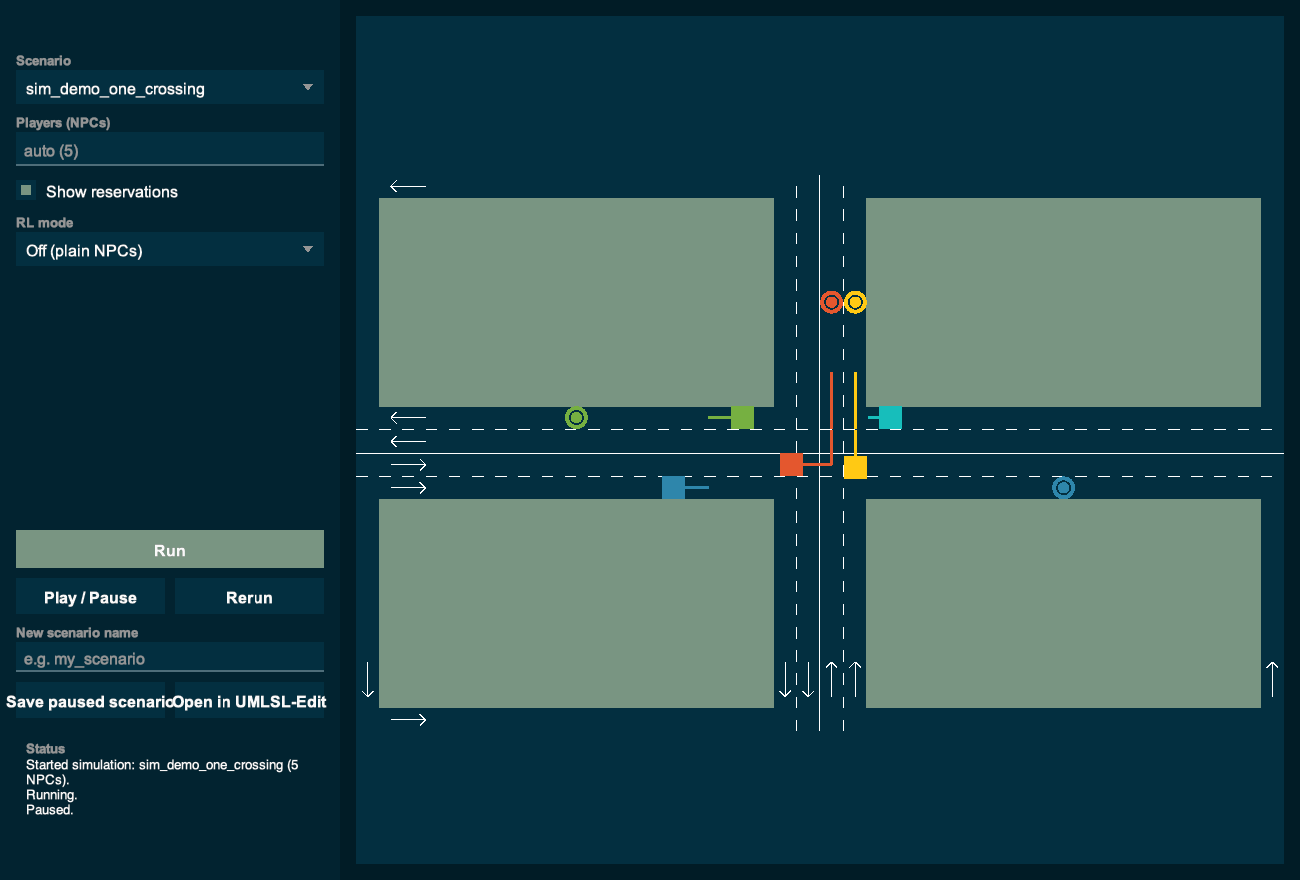 Scenario
sim_demo_one_crossing
Players (NPCs)
auto (5)
Show reservations
RL mode
Off (plain NPCs)
Run
Play / Pause
Rerun
New scenario name
e.g. my_scenario
Save paused scenario
Open in UMLSL-Edit
Status
Started simulation: sim_demo_one_crossing (5
NPCs).
Running.
Paused.